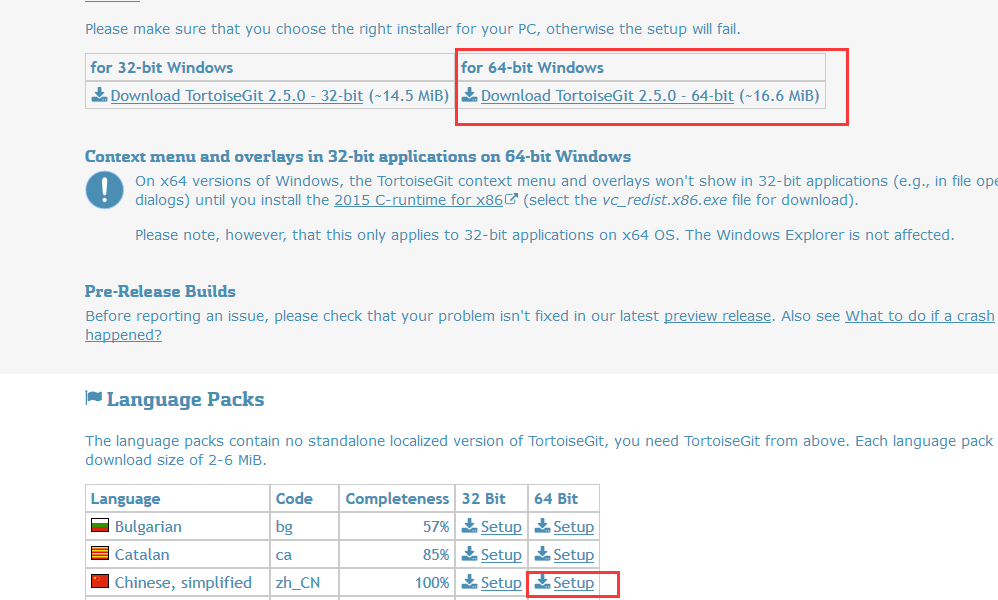 Please make sure that you choose the right installer for your PC, otherwise the setup will fail.
for 32-bit Windows for 64-bit Windows
Download TortoiseGit 2.5.0 - 32-bit (~14.5 MiB) Download TortoiseGit 2.5.0 - 64-bit (~16.6 MiB)
Context menu and overlays in 32-bit applications on 64-bit Windows
On x64 versions of Windows, the TortoiseGit context menu and overlays won't show in 32-bit applications (e.g., in file ope
dialogs) until you install the 2015 C-runtime for x86 (select the vc_redist.x86.exe file for download).
Please note, however, that this only applies to 32-bit applications on x64 OS. The Windows Explorer is not affected.
Pre-Release Builds
Before reporting an issue, please check that your problem isn't fixed in our latest preview release. Also see What to do if a crash
happened?
Language Packs
The language packs contain no standalone localized version of TortoiseGit, you need TortoiseGit from above. Each language pack
download size of 2-6 MiB.
Language Code Completeness 32 Bit 64 Bit
Bulgarian bg 57% Setup Setup
Catalan ca 85% Setup Setup
Chinese, simplified zh_CN 100% Setup Setup